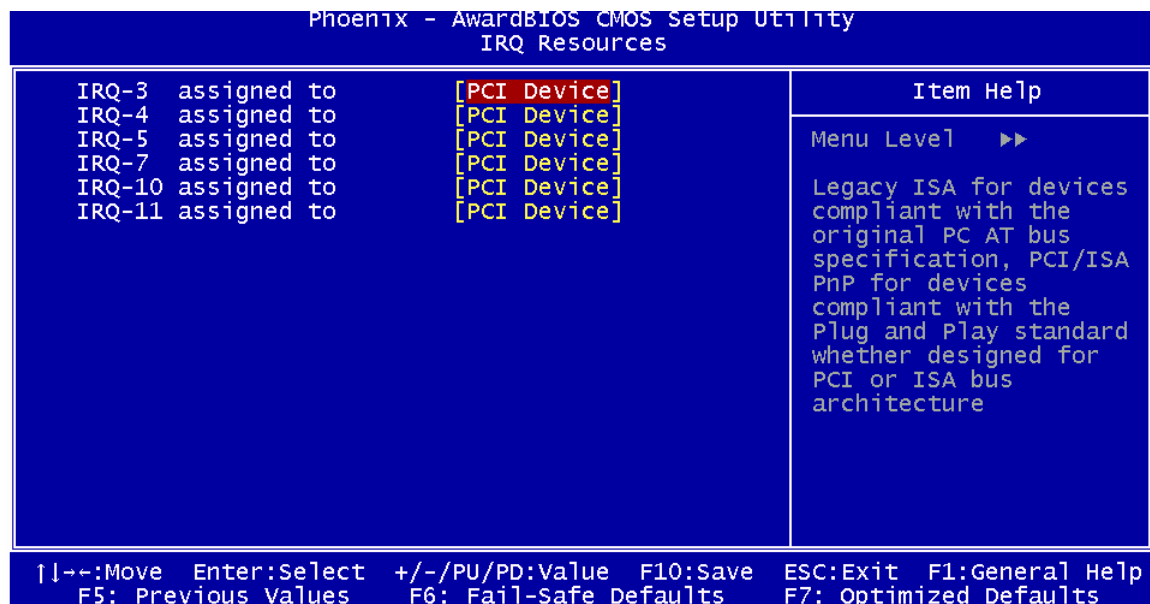 Phoenix - AwardBIOS CMOS Setup Utility
IRQ Resources
IRQ-3 assigned to [PCI Device]
IRQ-4 assigned to [PCI Device]
IRQ-5 assigned to [PCI Device]
IRQ-7 assigned to [PCI Device]
IRQ-10 assigned to [PCI Device]
IRQ-11 assigned to [PCI Device]
Item Help
Menu Level ▶▶
Legacy ISA for devices
compliant with the
original PC AT bus
specification, PCI/ISA
PnP for devices
compliant with the
Plug and Play standard
whether designed for
PCI or ISA bus
architecture
↑↓→←:Move Enter:Select +/-/PU/PD:Value F10:Save ESC:Exit F1:General Help
F5: Previous Values F6: Fail-Safe Defaults F7: Optimized Defaults